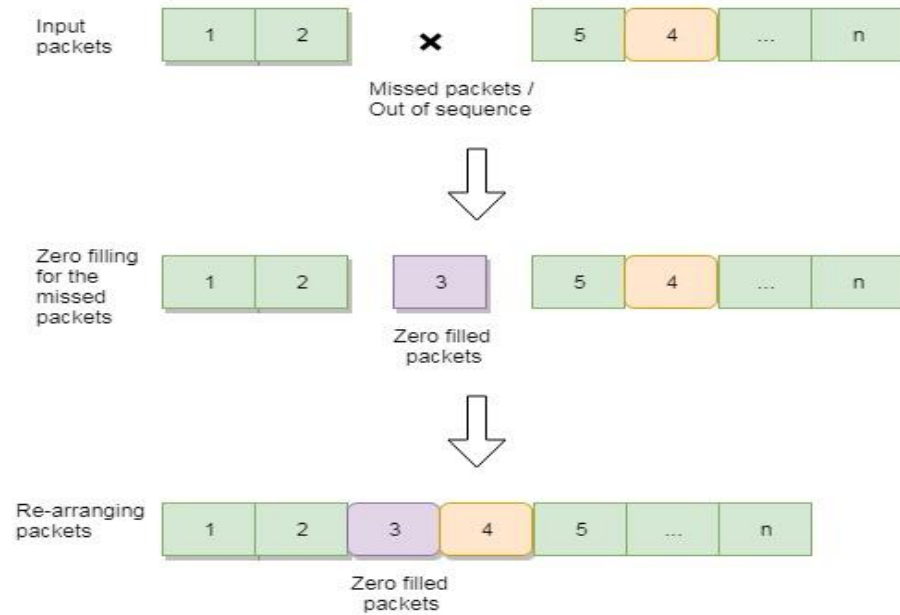 Input
packets
1 2 × 5 4 ... n
Missed packets /
Out of sequence
Zero filling
for the
missed
packets
1 2 3 5 4 ... n
Zero filled
packets
Re-arranging
packets
1 2 3 4 5 ... n
Zero filled
packets